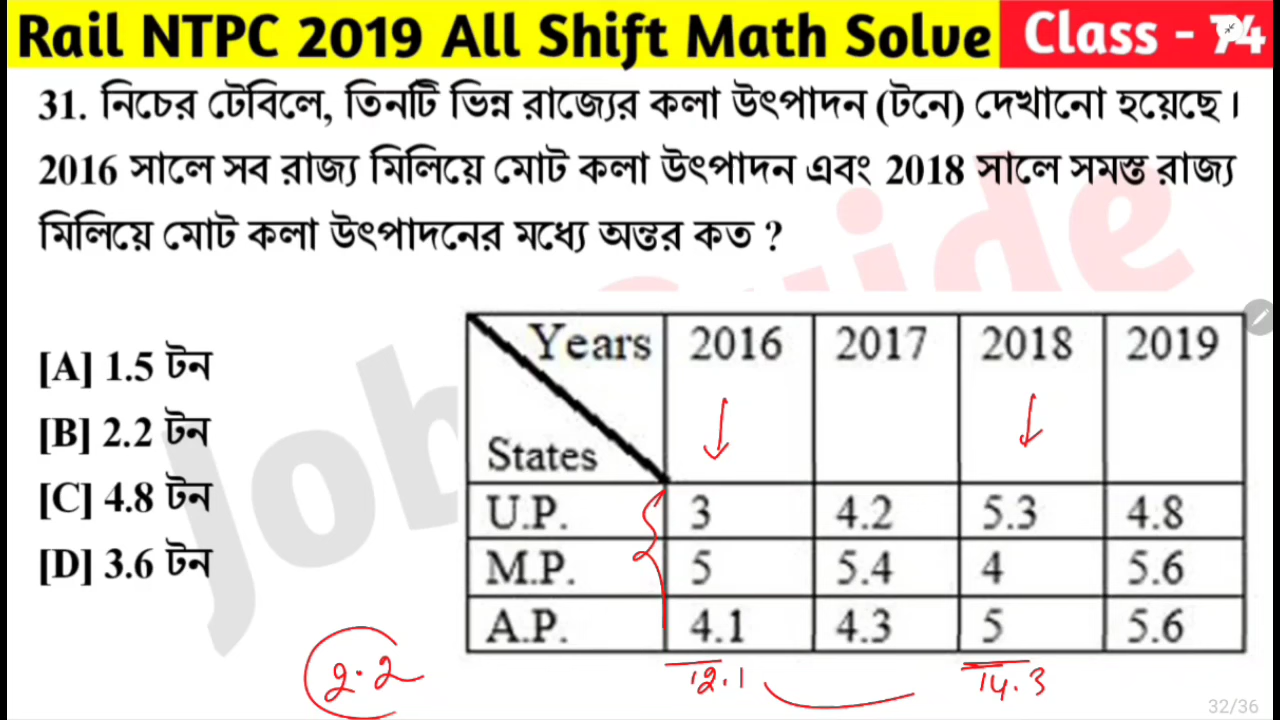 Rail NTPC 2019 All Shift Math Solve Class - 74
31. নিচের টেবিলে, তিনটি ভিন্ন রাজ্যের কলা উৎপাদন (টনে) দেখানো হয়েছে।
2016 সালে সব রাজ্য মিলিয়ে মোট কলা উৎপাদন এবং 2018 সালে সমস্ত রাজ্য
মিলিয়ে মোট কলা উৎপাদনের মধ্যে অন্তর কত ?
[A] 1.5 টন
[B] 2.2 টন
[C] 4.8 টন
[D] 3.6 টন
Years 2016 2017 2018 2019
States
U.P. 3 4.2 5.3 4.8
M.P. 5 5.4 4 5.6
A.P. 4.1 4.3 5 5.6
2.2 12.1 14.3
32/36